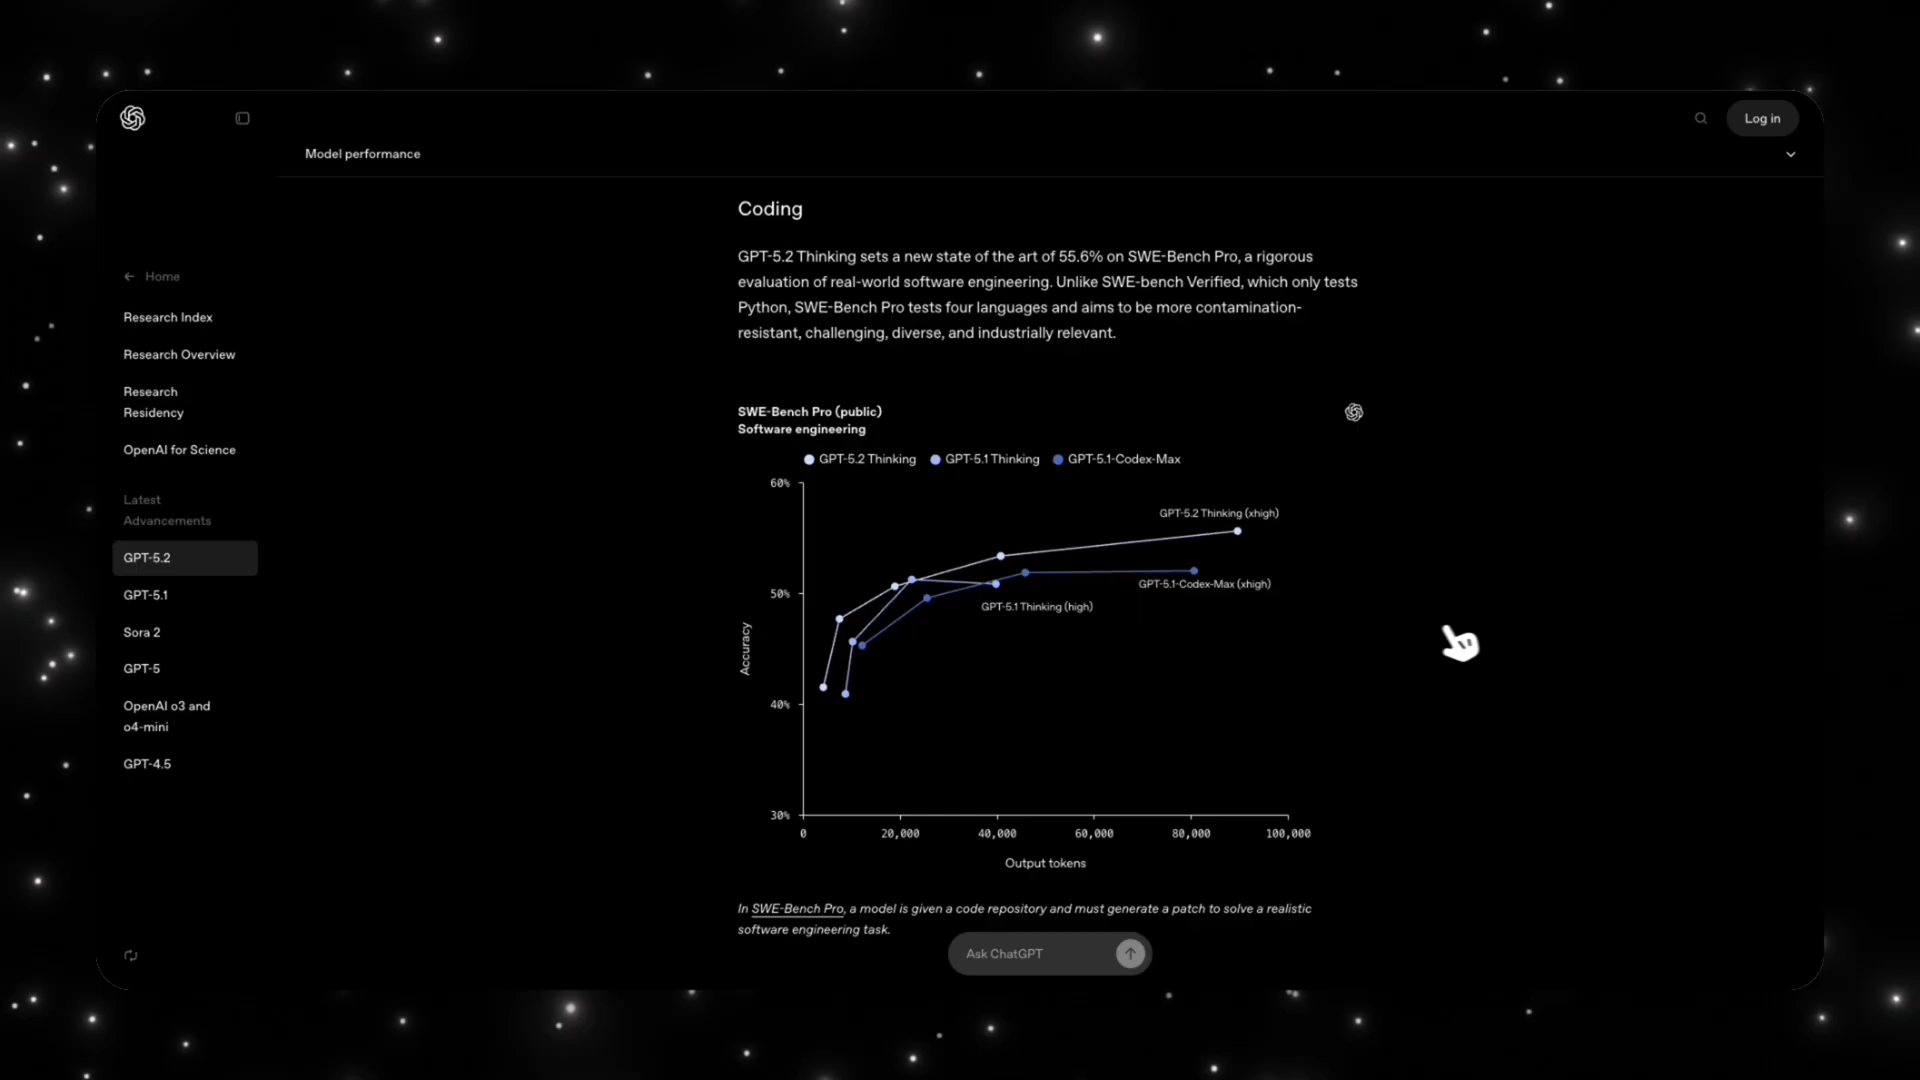 Log in
Model performance
Home
Research Index
Research Overview
Research
Residency
OpenAI for Science
Latest
Advancements
GPT-5.2
GPT-5.1
Sora 2
GPT-5
OpenAI o3 and
o4-mini
GPT-4.5
Coding
GPT-5.2 Thinking sets a new state of the art of 55.6% on SWE-Bench Pro, a rigorous
evaluation of real-world software engineering. Unlike SWE-bench Verified, which only tests
Python, SWE-Bench Pro tests four languages and aims to be more contamination-
resistant, challenging, diverse, and industrially relevant.
SWE-Bench Pro (public)
Software engineering
GPT-5.2 Thinking GPT-5.1 Thinking GPT-5.1-Codex-Max
60%
50%
40%
30%
Accuracy
GPT-5.2 Thinking (xhigh)
GPT-5.1-Codex-Max (xhigh)
GPT-5.1 Thinking (high)
0 20,000 40,000 60,000 80,000 100,000
Output tokens
In SWE-Bench Pro, a model is given a code repository and must generate a patch to solve a realistic
software engineering task.
Ask ChatGPT